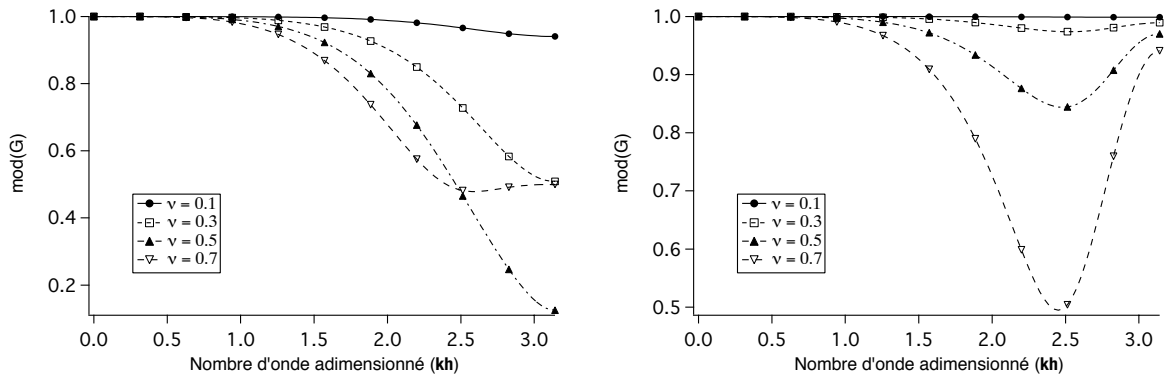 1.0
0.8
0.6
0.4
0.2
mod(G)
ν = 0.1
ν = 0.3
ν = 0.5
ν = 0.7
0.0 0.5 1.0 1.5 2.0 2.5 3.0
Nombre d'onde adimensionné (kh)
1.0
0.9
0.8
0.7
0.6
0.5
mod(G)
ν = 0.1
ν = 0.3
ν = 0.5
ν = 0.7
0.0 0.5 1.0 1.5 2.0 2.5 3.0
Nombre d'onde adimensionné (kh)